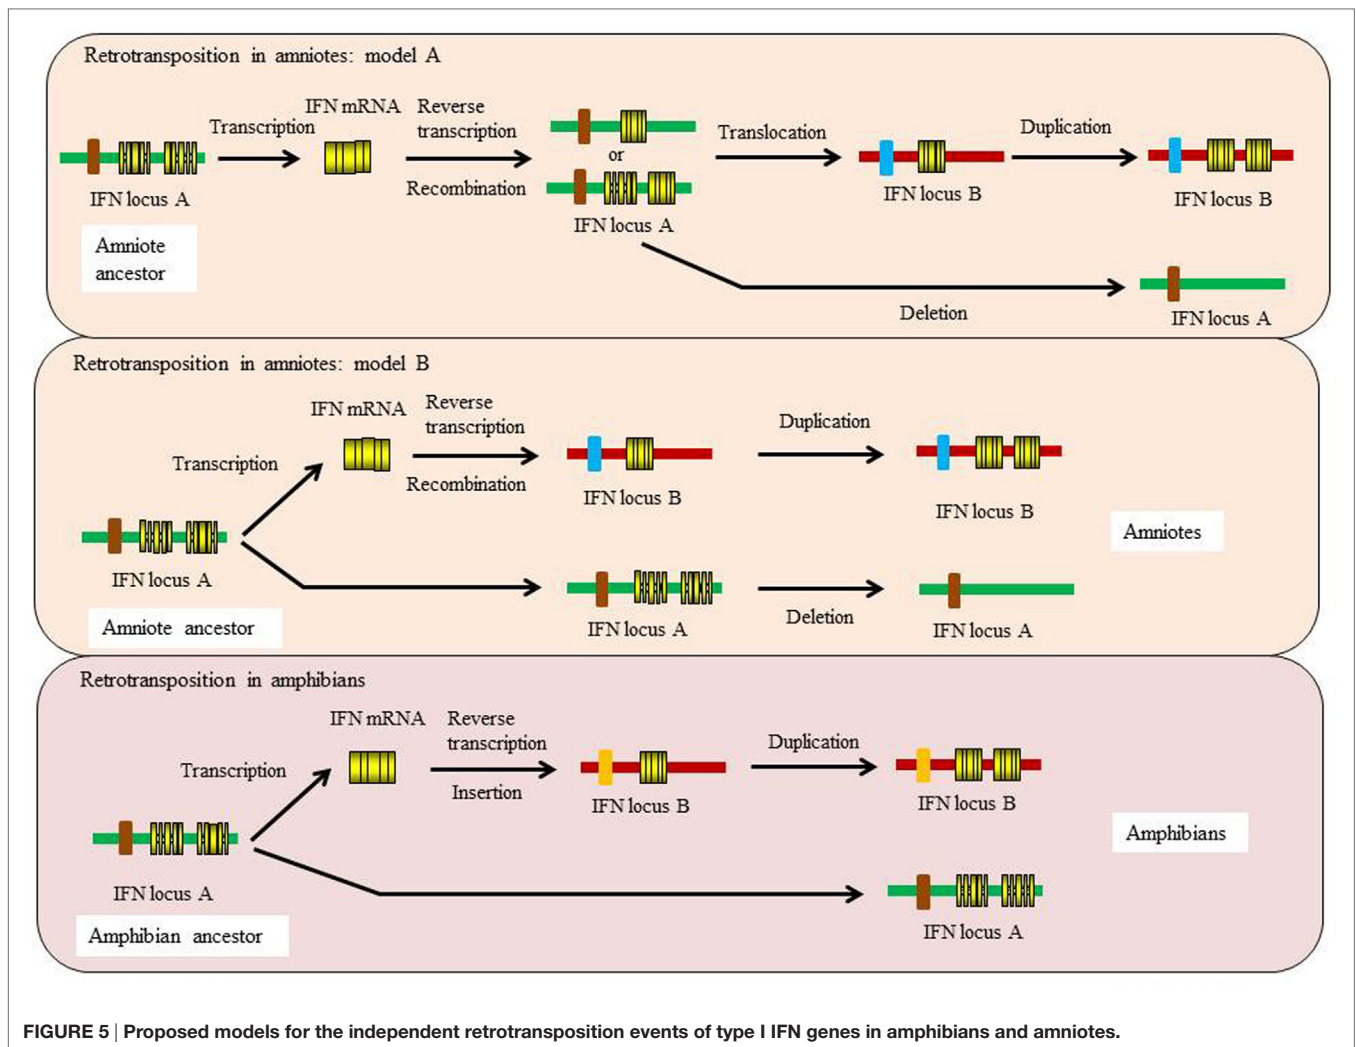 Retrotransposition in amniotes: model A
IFN mRNA
Reverse
transcription
Transcription
Recombination
or
Translocation
Duplication
IFN locus A
IFN locus A
IFN locus B
IFN locus B
Amniote
ancestor
Deletion
IFN locus A
Retrotransposition in amniotes: model B
IFN mRNA
Reverse
transcription
Duplication
Transcription
Recombination
IFN locus B
IFN locus B
Amniotes
IFN locus A
Amniote ancestor
IFN locus A
Deletion
IFN locus A
Retrotransposition in amphibians
IFN mRNA
Reverse
transcription
Duplication
Transcription
Insertion
IFN locus B
IFN locus B
Amphibians
IFN locus A
Amphibian ancestor
IFN locus A
FIGURE 5 | Proposed models for the independent retrotransposition events of type I IFN genes in amphibians and amniotes.